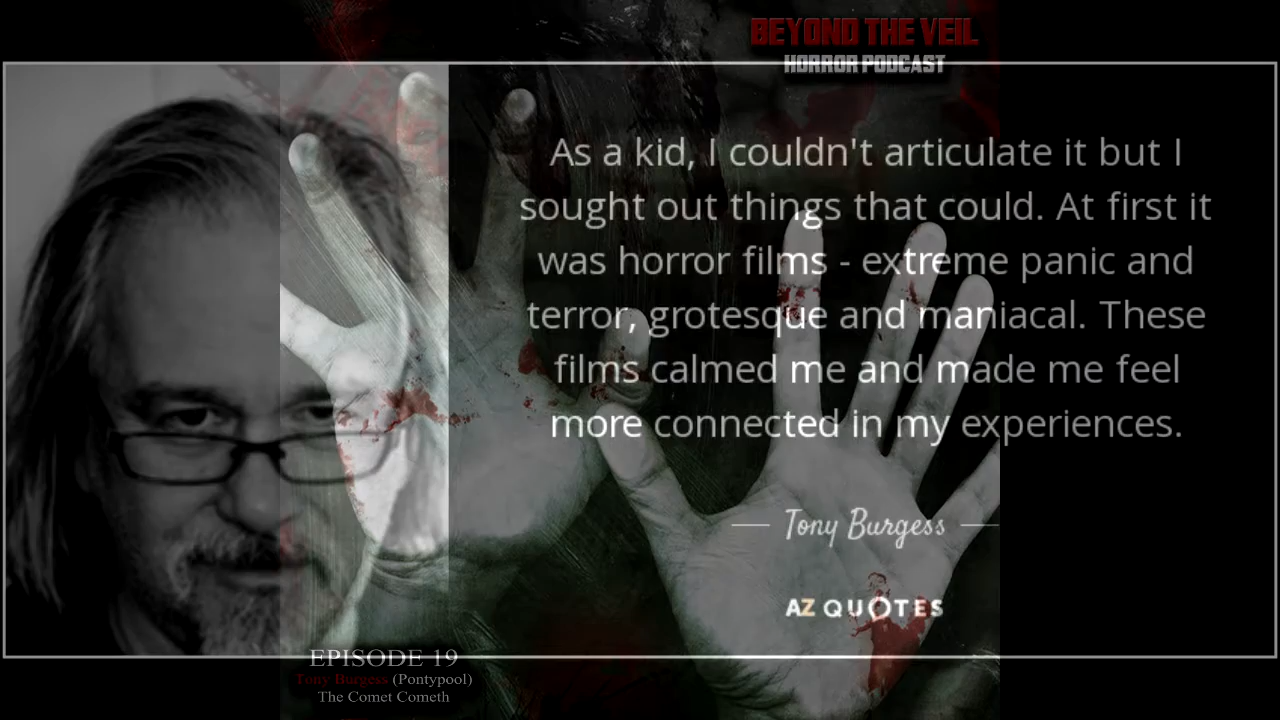 BEYOND THE VEIL
HORROR PODCAST
As a kid, I couldn't articulate it but I
sought out things that could. At first it
was horror films - extreme panic and
terror, grotesque and maniacal. These
films calmed me and made me feel
more connected in my experiences.
Tony Burgess
AZ QUOTES
EPISODE 19
Tony Burgess (Pontypool)
The Comet Cometh